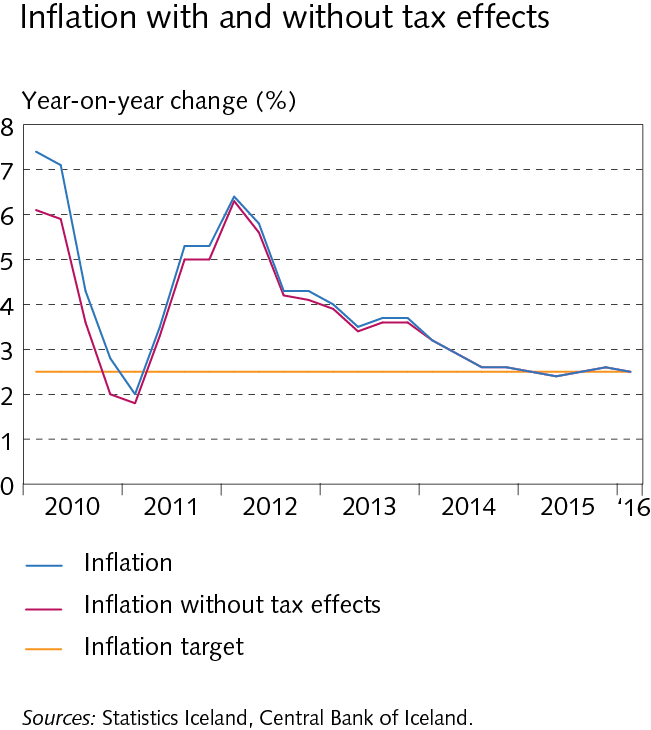 Inflation with and without tax effects
Year-on-year change (%)
8
7
6
5
4
3
2
1
0
2010 2011 2012 2013 2014 2015 ‘16
Inflation
Inflation without tax effects
Inflation target
Sources: Statistics Iceland, Central Bank of Iceland.